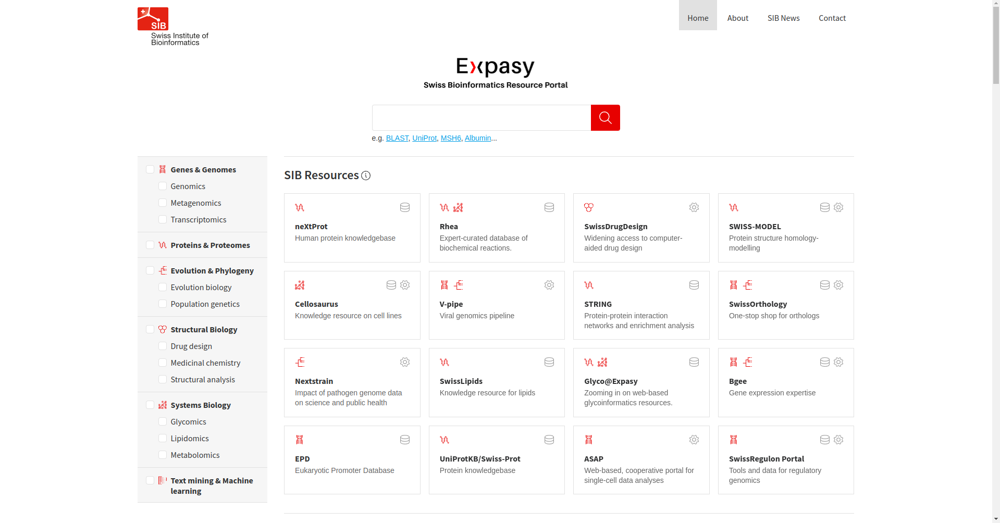 SIB
Swiss Institute of
Bioinformatics
Home
About
SIB News
Contact
Expasy
Swiss Bioinformatics Resource Portal
e.g. BLAST, UniProt, MSH6, Albumin...
Genes & Genomes
Genomics
Metagenomics
Transcriptomics
Proteins & Proteomes
Evolution & Phylogeny
Evolution biology
Population genetics
Structural Biology
Drug design
Medicinal chemistry
Structural analysis
Systems Biology
Glycomics
Lipidomics
Metabolomics
Text mining & Machine
learning
SIB Resources
neXtProt
Human protein knowledgebase
Rhea
Expert-curated database of
biochemical reactions.
SwissDrugDesign
Widening access to computer-
aided drug design
SWISS-MODEL
Protein structure homology-
modelling
Cellosaurus
Knowledge resource on cell lines
V-pipe
Viral genomics pipeline
STRING
Protein-protein interaction
networks and enrichment analysis
SwissOrthology
One-stop shop for orthologs
Nextstrain
Impact of pathogen genome data
on science and public health
SwissLipids
Knowledge resource for lipids
Glyco@Expasy
Zooming in on web-based
glycoinformatics resources.
Bgee
Gene expression expertise
EPD
Eukaryotic Promoter Database
UniProtKB/Swiss-Prot
Protein knowledgebase
ASAP
Web-based, cooperative portal for
single-cell data analyses
SwissRegulon Portal
Tools and data for regulatory
genomics